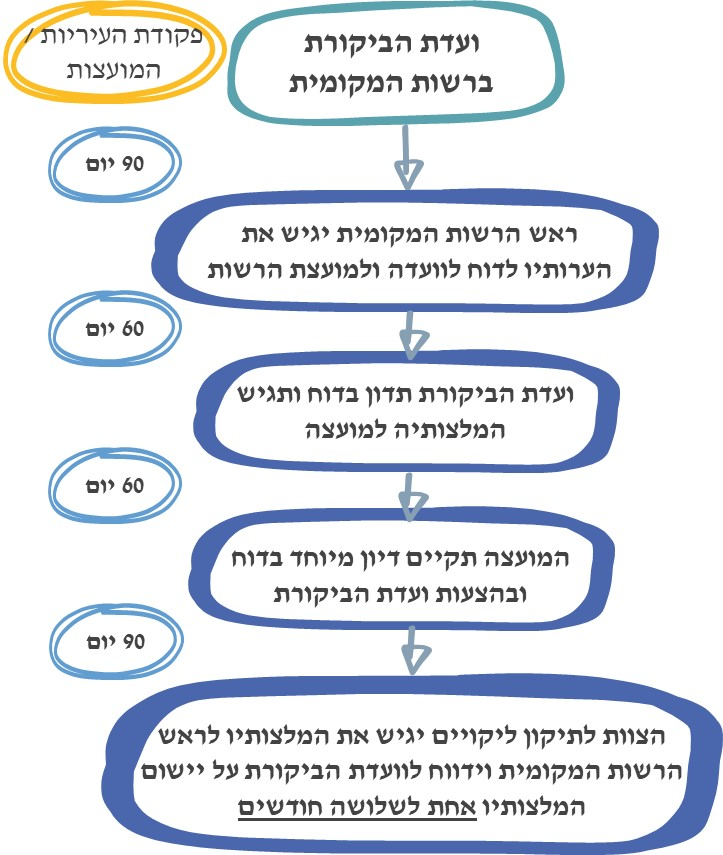 ועדת הביקורת
ברשות המקומית
פקודת העיריות /
המועצות
90 יום
ראש הרשות המקומית יגיש את
הערותיו לדוח לוועדה ולמועצת הרשות
60 יום
ועדת הביקורת תדון בדוח ותגיש
המלצותיה למועצה
60 יום
המועצה תקיים דיון מיוחד בדוח
ובהצעות ועדת הביקורת
90 יום
הצוות לתיקון ליקויים יגיש את המלצותיו לראש
הרשות המקומית וידווח לוועדת הביקורת על יישום
המלצותיו אחת לשלושה חודשים